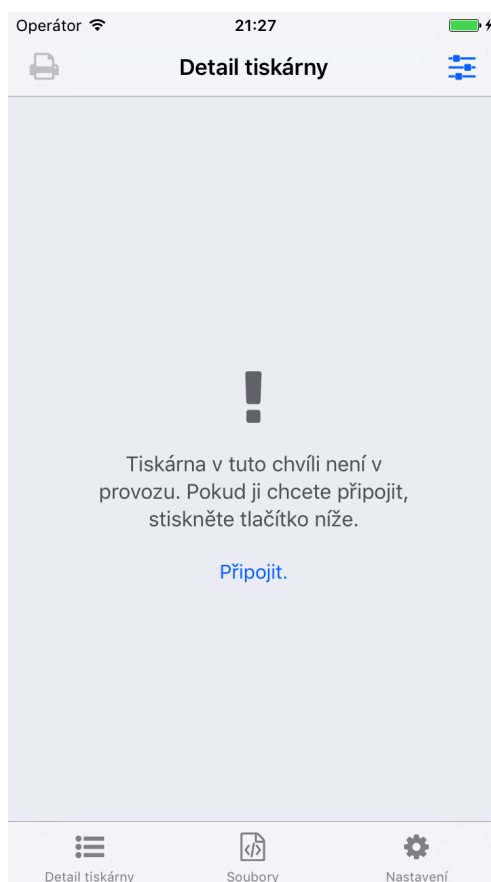 Operátor 21:27
Detail tiskárny
Tiskárna v tuto chvíli není v
provozu. Pokud ji chcete připojit,
stiskněte tlačítko níže.
Připojit.
Detail tiskárny Soubory Nastavení